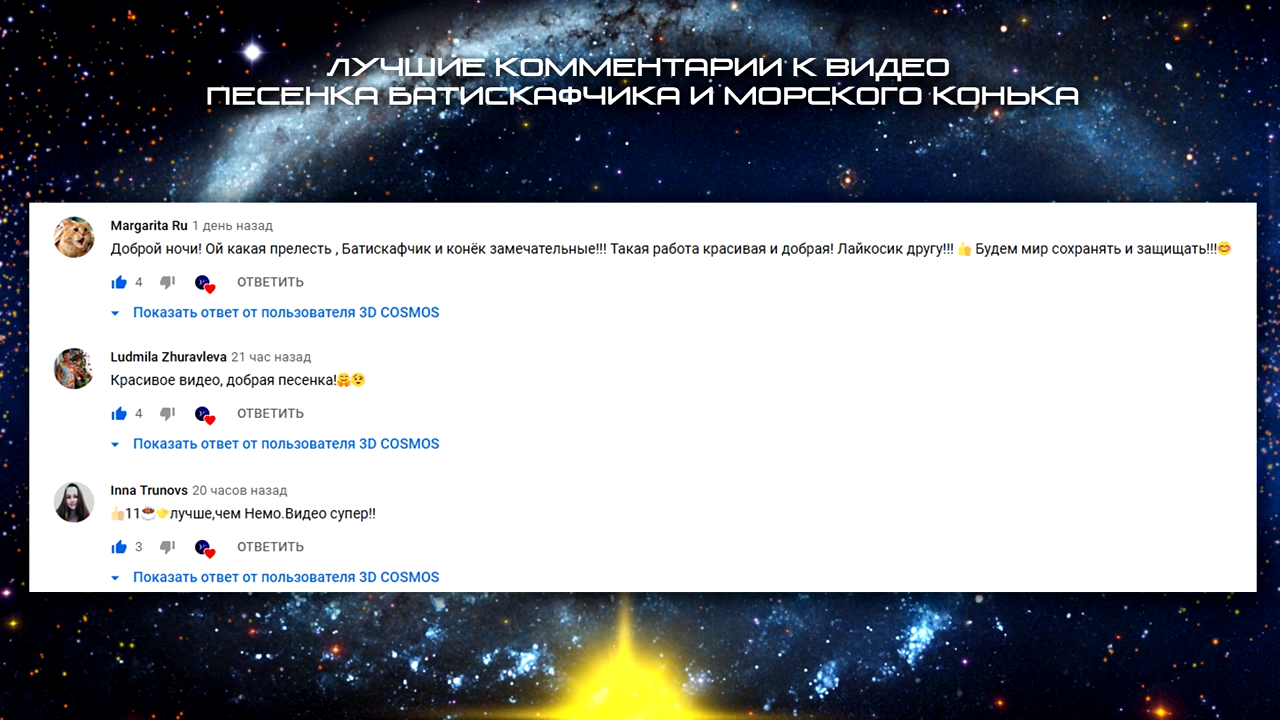 ЛУЧШИЕ КОММЕНТАРИИ К ВИДЕО
ПЕСЕНКА БАТИСКАФЧИКА И МОРСКОГО КОНЬКА
Margarita Ru 1 день назад
Доброй ночи! Ой какая прелесть , Батискафчик и конёк замечательные!!! Такая работа красивая и добрая! Лайкосик другу!!! 👍 Будем мир сохранять и защищать!!!😊
4 ОТВЕТИТЬ
Показать ответ от пользователя 3D COSMOS
Ludmila Zhuravleva 21 час назад
Красивое видео, добрая песенка!🤗😉
4 ОТВЕТИТЬ
Показать ответ от пользователя 3D COSMOS
Inna Trunovs 20 часов назад
👍11☕💛лучше,чем Немо.Видео супер!!
3 ОТВЕТИТЬ
Показать ответ от пользователя 3D COSMOS